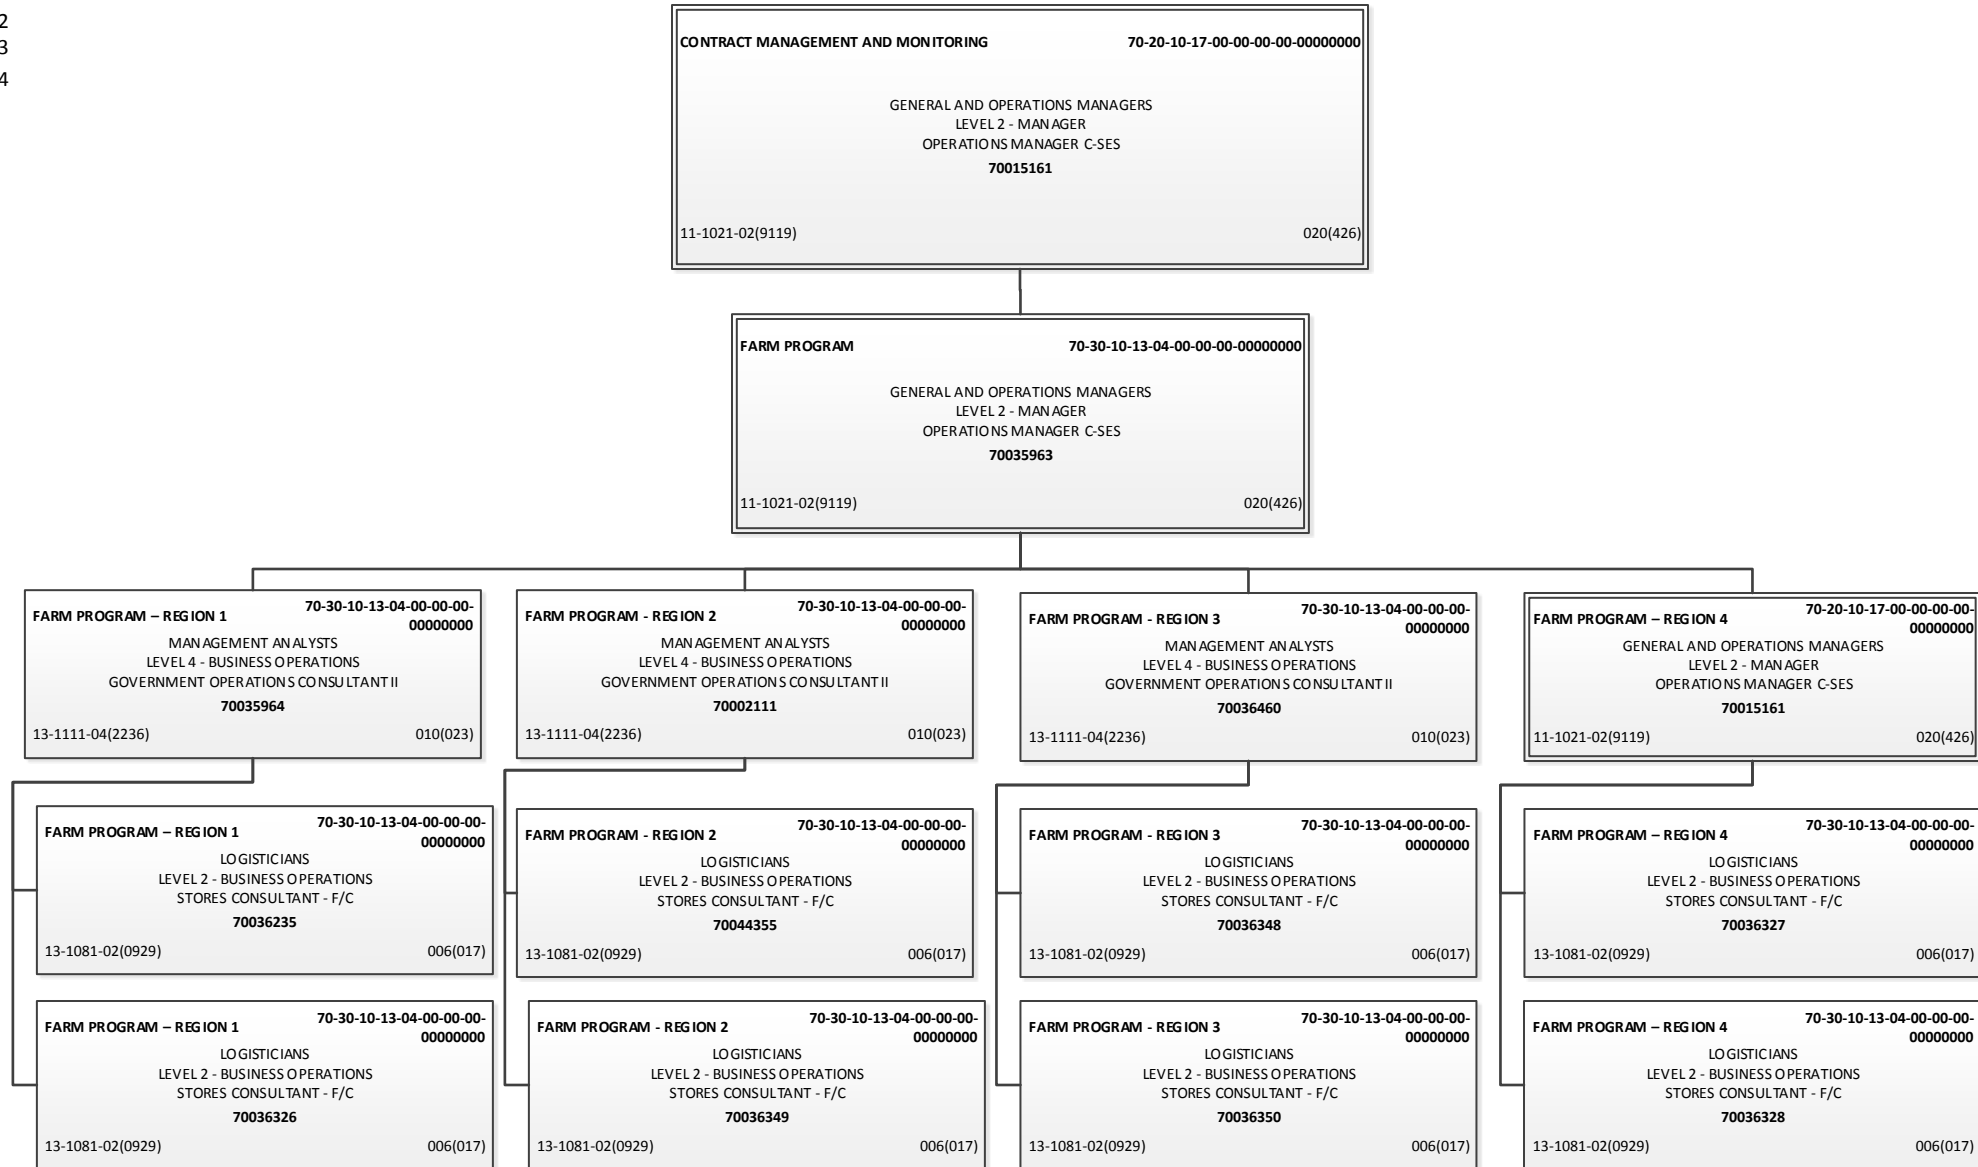 2
3
4
CONTRACT MANAGEMENT AND MONITORING 70-20-10-17-00-00-00-00-00000000
GENERAL AND OPERATIONS MANAGERS
LEVEL 2 - MANAGER
OPERATIONS MANAGER C-SES
70015161
11-1021-02(9119) 020(426)
FARM PROGRAM 70-30-10-13-04-00-00-00-00000000
GENERAL AND OPERATIONS MANAGERS
LEVEL 2 - MANAGER
OPERATIONS MANAGER C-SES
70035963
11-1021-02(9119) 020(426)
FARM PROGRAM – REGION 1 70-30-10-13-04-00-00-00-
00000000
MANAGEMENT ANALYSTS
LEVEL 4 - BUSINESS OPERATIONS
GOVERNMENT OPERATIONS CONSULTANT II
70035964
13-1111-04(2236) 010(023)
FARM PROGRAM - REGION 2 70-30-10-13-04-00-00-00-
00000000
MANAGEMENT ANALYSTS
LEVEL 4 - BUSINESS OPERATIONS
GOVERNMENT OPERATIONS CONSULTANT II
70002111
13-1111-04(2236) 010(023)
FARM PROGRAM - REGION 3 70-30-10-13-04-00-00-00-
00000000
MANAGEMENT ANALYSTS
LEVEL 4 - BUSINESS OPERATIONS
GOVERNMENT OPERATIONS CONSULTANT II
70036460
13-1111-04(2236) 010(023)
FARM PROGRAM – REGION 4 70-20-10-17-00-00-00-00-
00000000
GENERAL AND OPERATIONS MANAGERS
LEVEL 2 - MANAGER
OPERATIONS MANAGER C-SES
70015161
11-1021-02(9119) 020(426)
FARM PROGRAM – REGION 1 70-30-10-13-04-00-00-00-
00000000
LOGISTICIANS
LEVEL 2 - BUSINESS OPERATIONS
STORES CONSULTANT - F/C
70036235
13-1081-02(0929) 006(017)
FARM PROGRAM - REGION 2 70-30-10-13-04-00-00-00-
00000000
LOGISTICIANS
LEVEL 2 - BUSINESS OPERATIONS
STORES CONSULTANT - F/C
70044355
13-1081-02(0929) 006(017)
FARM PROGRAM - REGION 3 70-30-10-13-04-00-00-00-
00000000
LOGISTICIANS
LEVEL 2 - BUSINESS OPERATIONS
STORES CONSULTANT - F/C
70036348
13-1081-02(0929) 006(017)
FARM PROGRAM – REGION 4 70-30-10-13-04-00-00-00-
00000000
LOGISTICIANS
LEVEL 2 - BUSINESS OPERATIONS
STORES CONSULTANT - F/C
70036327
13-1081-02(0929) 006(017)
FARM PROGRAM – REGION 1 70-30-10-13-04-00-00-00-
00000000
LOGISTICIANS
LEVEL 2 - BUSINESS OPERATIONS
STORES CONSULTANT - F/C
70036326
13-1081-02(0929) 006(017)
FARM PROGRAM - REGION 2 70-30-10-13-04-00-00-00-
00000000
LOGISTICIANS
LEVEL 2 - BUSINESS OPERATIONS
STORES CONSULTANT - F/C
70036349
13-1081-02(0929) 006(017)
FARM PROGRAM - REGION 3 70-30-10-13-04-00-00-00-
00000000
LOGISTICIANS
LEVEL 2 - BUSINESS OPERATIONS
STORES CONSULTANT - F/C
70036350
13-1081-02(0929) 006(017)
FARM PROGRAM – REGION 4 70-30-10-13-04-00-00-00-
00000000
LOGISTICIANS
LEVEL 2 - BUSINESS OPERATIONS
STORES CONSULTANT - F/C
70036328
13-1081-02(0929) 006(017)